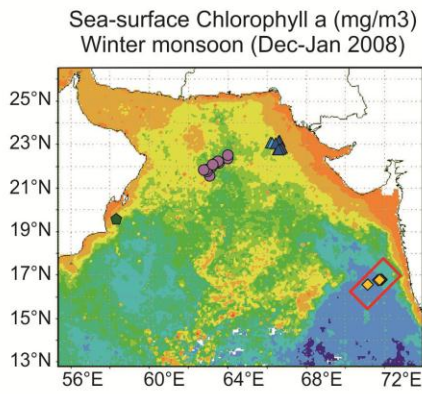 Sea-surface Chlorophyll a (mg/m3)
Winter monsoon (Dec-Jan 2008)
25°N
23°N
21°N
19°N
17°N
15°N
13°N
56°E 60°E 64°E 68°E 72°E